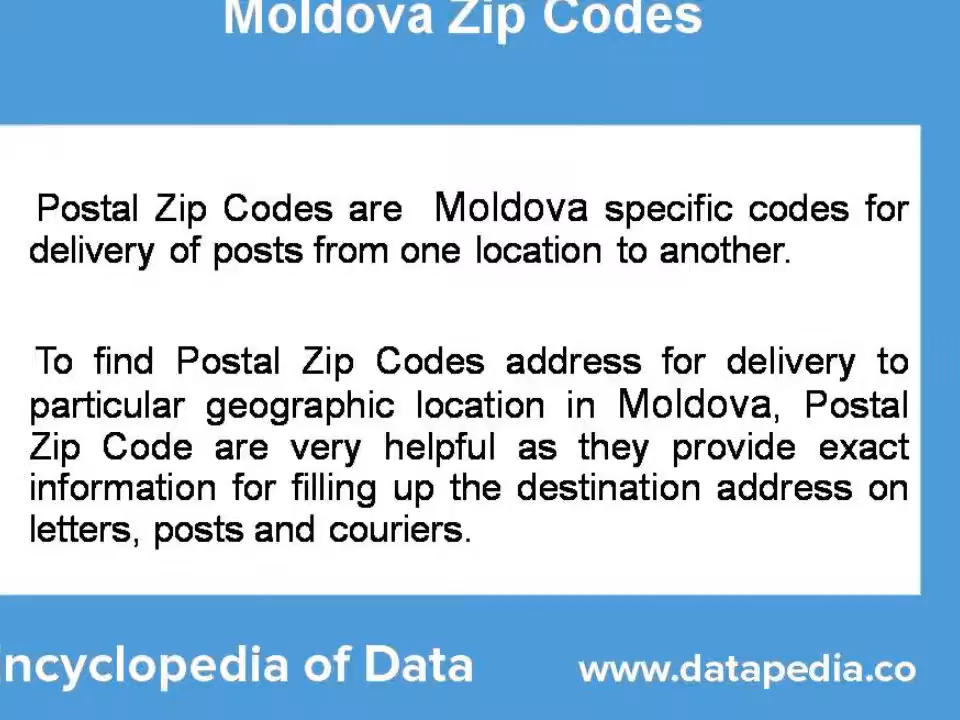 Moldova Zip Codes
Postal Zip Codes are Moldova specific codes for
delivery of posts from one location to another.
To find Postal Zip Codes address for delivery to
particular geographic location in Moldova, Postal
Zip Code are very helpful as they provide exact
information for filling up the destination address on
letters, posts and couriers.
Encyclopedia of Data
www.datapedia.co